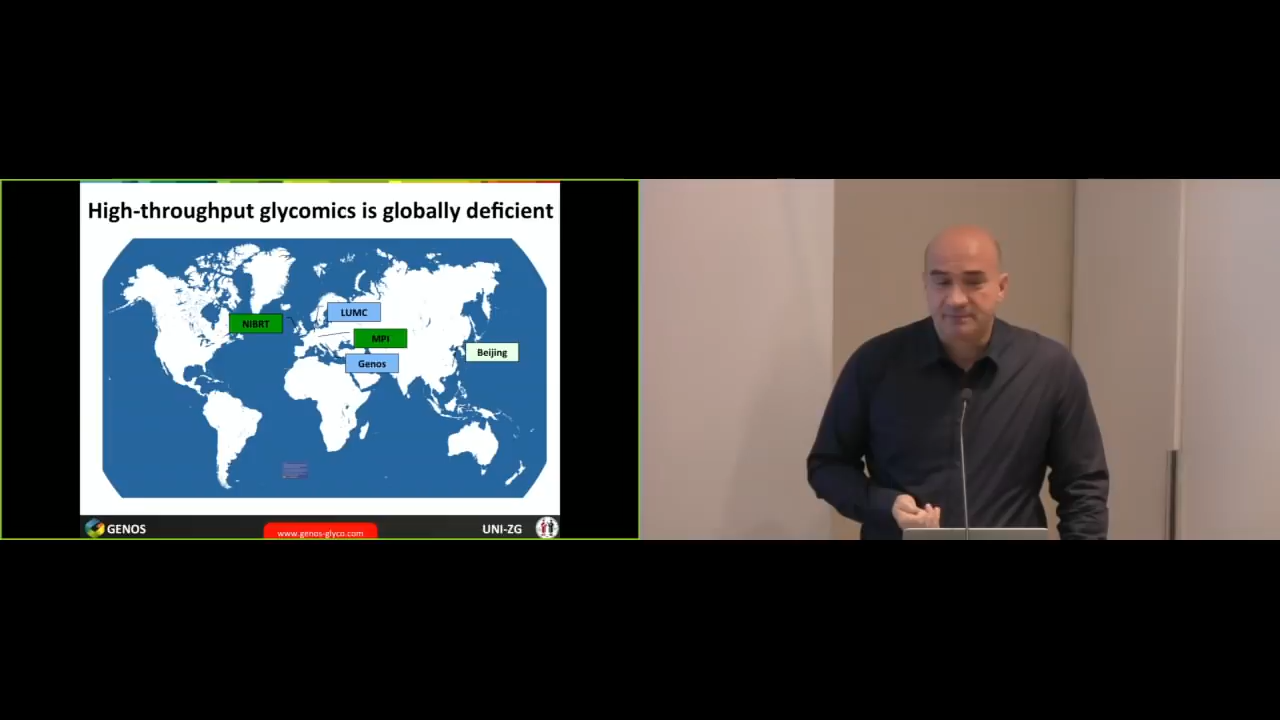 High-throughput glycomics is globally deficient
LUMC
NIBRT
MPI
Beijing
Genos
GENOS
www.genos-glyco.com
UNI-ZG